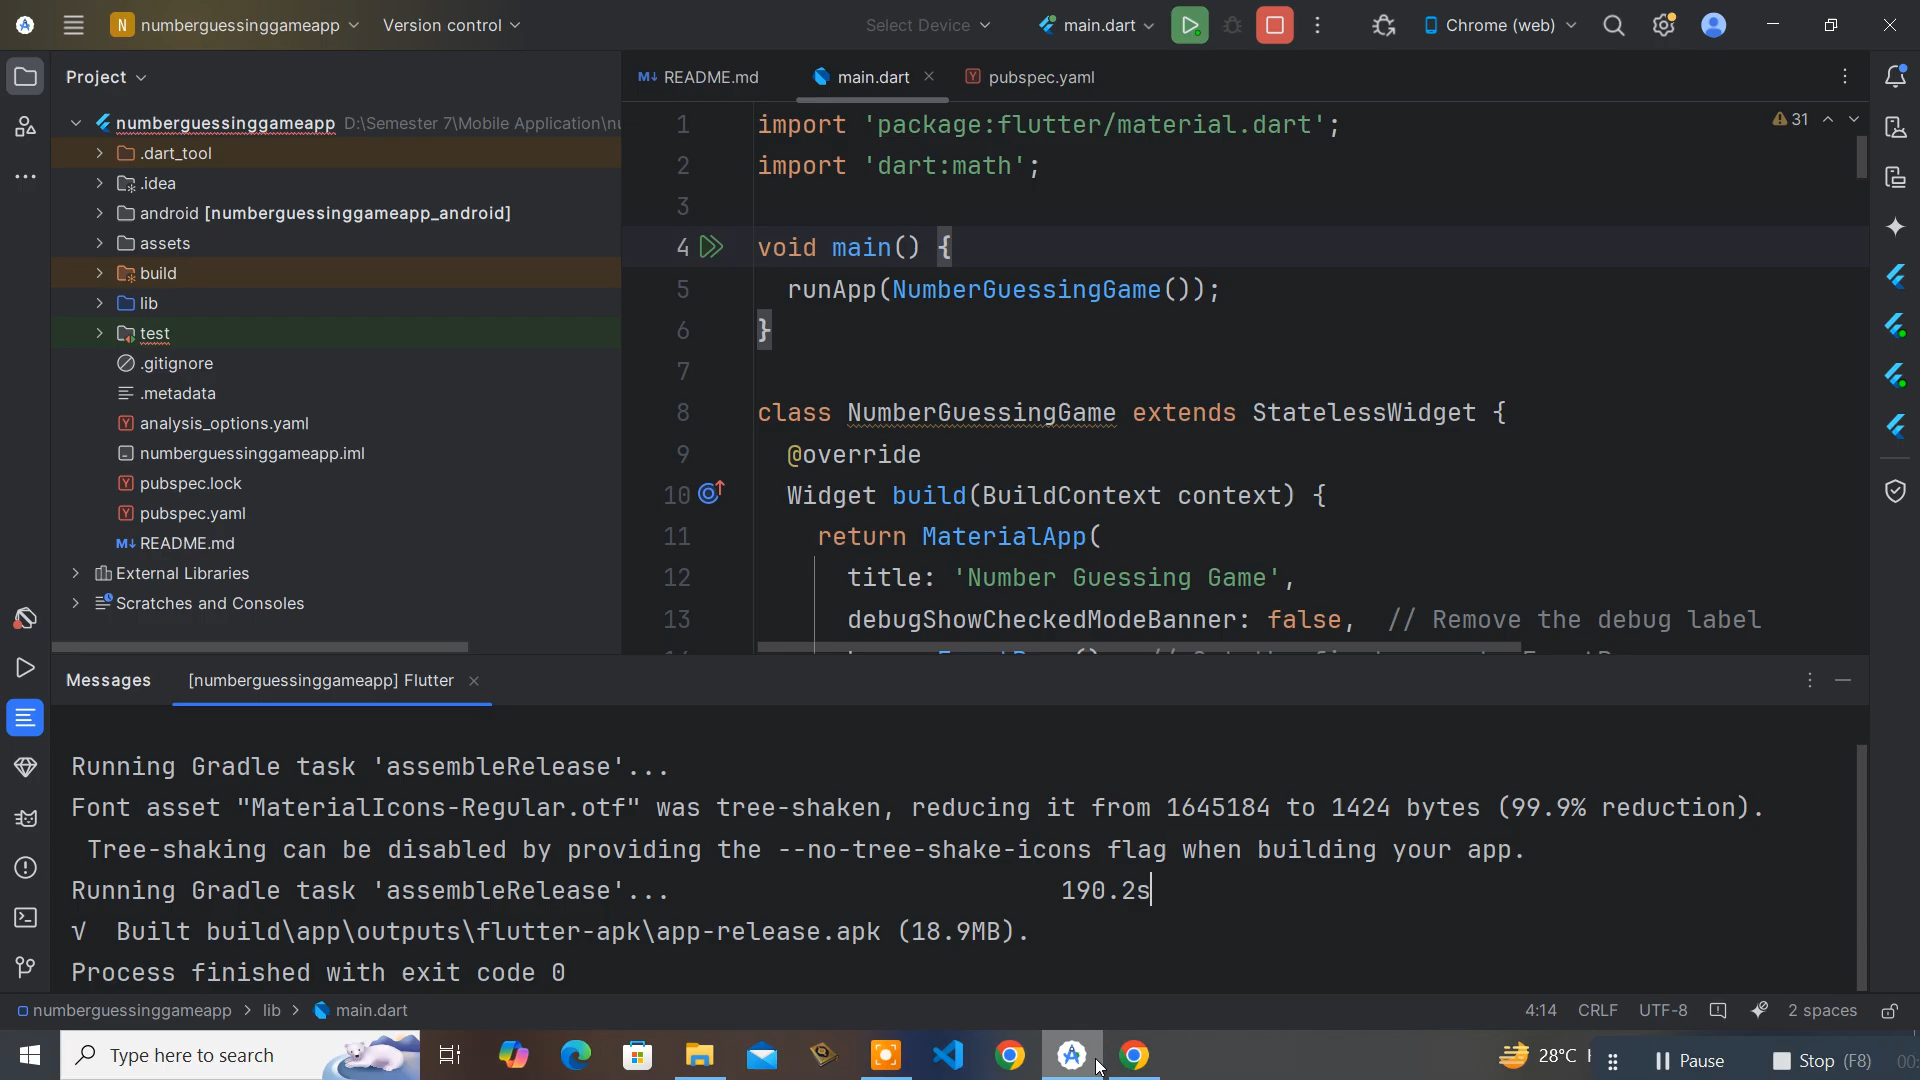 N numberguessinggameapp
Version control
Select Device
main.dart
Chrome (web)
Project
README.md
main.dart
pubspec.yaml
numberguessinggameapp D:\Semester 7\Mobile Application\nu
.dart_tool
.idea
android [numberguessinggameapp_android]
assets
build
lib
test
.gitignore
.metadata
analysis_options.yaml
numberguessinggameapp.iml
pubspec.lock
pubspec.yaml
README.md
External Libraries
Scratches and Consoles
31
1 import 'package:flutter/material.dart';
2 import 'dart:math';
3
4 void main() {
5 runApp(NumberGuessingGame());
6 }
7
8 class NumberGuessingGame extends StatelessWidget {
9 @override
10 Widget build(BuildContext context) {
11 return MaterialApp(
12 title: 'Number Guessing Game',
13 debugShowCheckedModeBanner: false, // Remove the debug label
Messages
[numberguessinggameapp] Flutter
Running Gradle task 'assembleRelease'...
Font asset "MaterialIcons-Regular.otf" was tree-shaken, reducing it from 1645184 to 1424 bytes (99.9% reduction).
Tree-shaking can be disabled by providing the --no-tree-shake-icons flag when building your app.
Running Gradle task 'assembleRelease'... 190.2s
√ Built build\app\outputs\flutter-apk\app-release.apk (18.9MB).
Process finished with exit code 0
numberguessinggameapp > lib > main.dart
4:14 CRLF UTF-8 2 spaces
Type here to search
28°C
Pause
Stop (F8)
00: